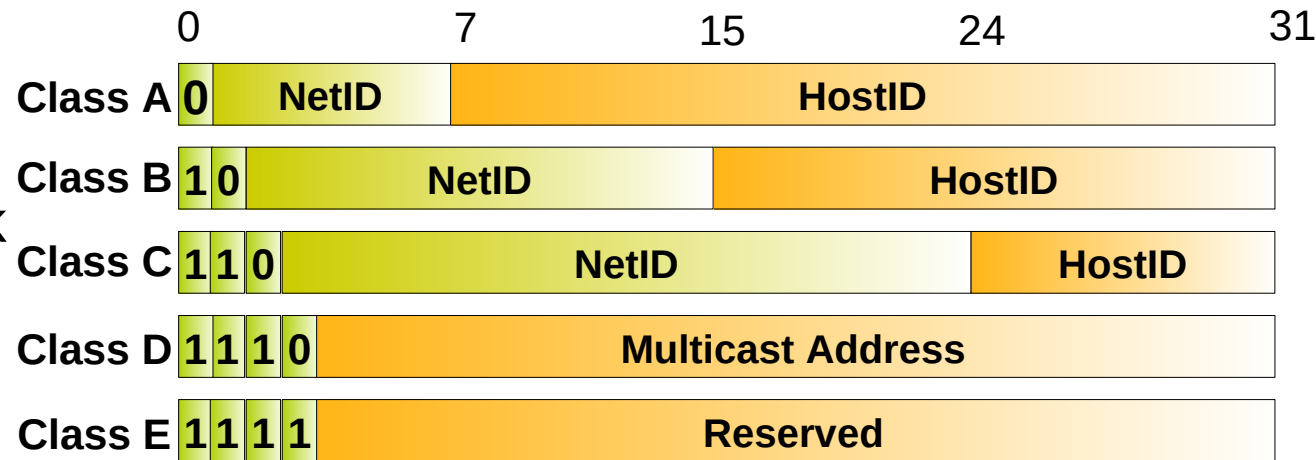 0 7 15 24 31
Class A 0 NetID HostID
Class B 1 0 NetID HostID
Class C 1 1 0 NetID HostID
Class D 1 1 1 0 Multicast Address
Class E 1 1 1 1 Reserved